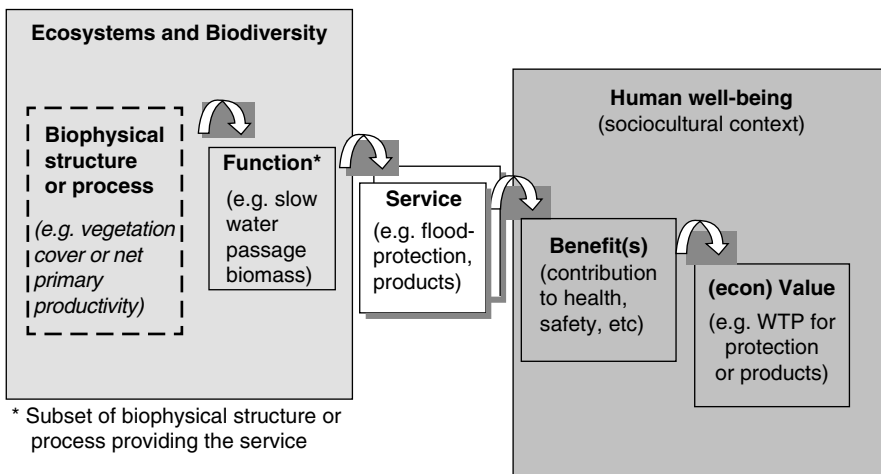 Ecosystems and Biodiversity
Biophysical
structure
or process
(e.g. vegetation
cover or net
primary
productivity)
Function*
(e.g. slow
water
passage
biomass)
Service
(e.g. flood-
protection,
products)
Human well-being
(sociocultural context)
Benefit(s)
(contribution
to health,
safety, etc)
(econ) Value
(e.g. WTP for
protection
or products)
* Subset of biophysical structure or
process providing the service